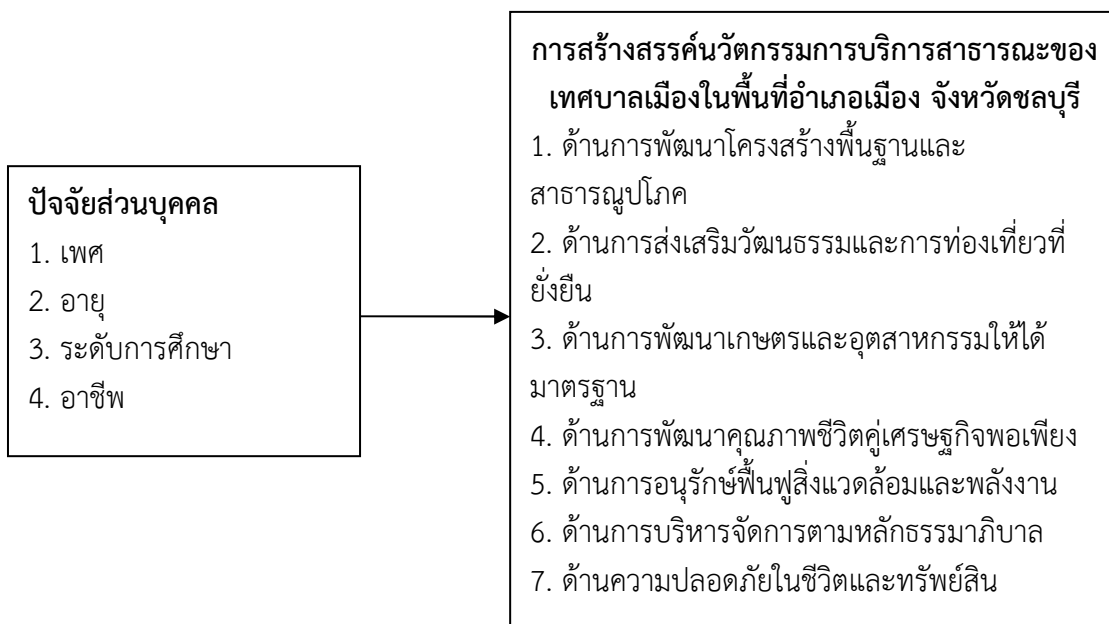 ปัจจัยส่วนบุคคล
1. เพศ
2. อายุ
3. ระดับการศึกษา
4. อาชีพ
การสร้างสรรค์นวัตกรรมการบริการสาธารณะของ
เทศบาลเมืองในพื้นที่อำเภอเมือง จังหวัดชลบุรี
1. ด้านการพัฒนาโครงสร้างพื้นฐานและ
สาธารณูปโภค
2. ด้านการส่งเสริมวัฒนธรรมและการท่องเที่ยวที่
ยั่งยืน
3. ด้านการพัฒนาเกษตรและอุตสาหกรรมให้ได้
มาตรฐาน
4. ด้านการพัฒนาคุณภาพชีวิตคู่เศรษฐกิจพอเพียง
5. ด้านการอนุรักษ์ฟื้นฟูสิ่งแวดล้อมและพลังงาน
6. ด้านการบริหารจัดการตามหลักธรรมาภิบาล
7. ด้านความปลอดภัยในชีวิตและทรัพย์สิน